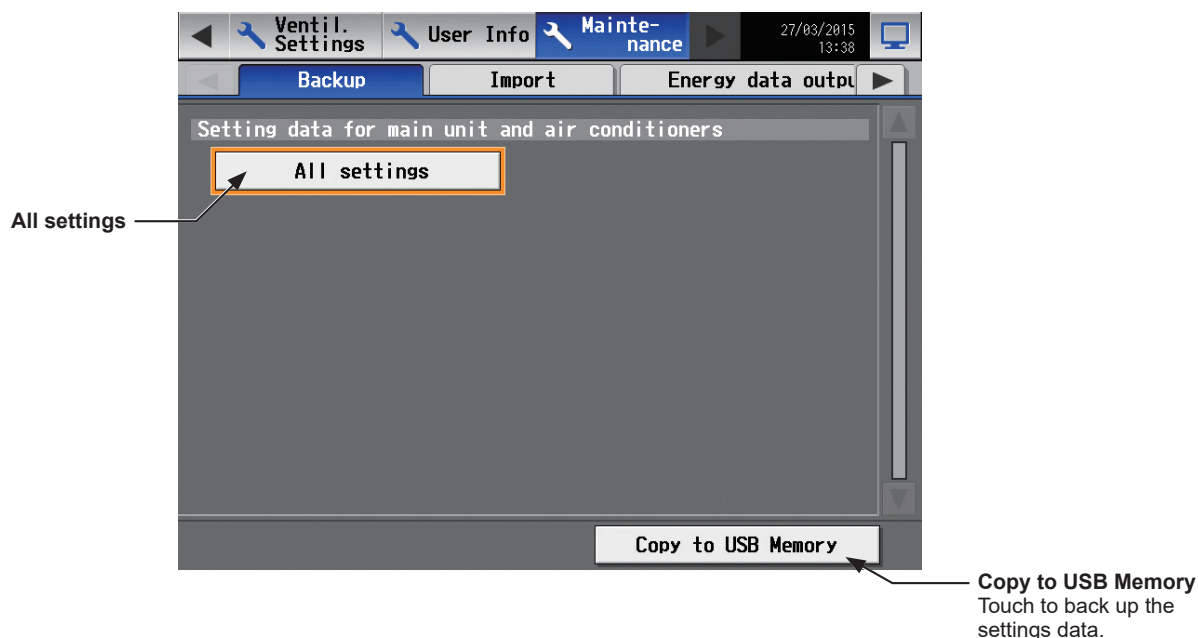 Ventil.
Settings
User Info
Mainte-
nance
27/03/2015
13:38
Backup
Import
Energy data outpu
Setting data for main unit and air conditioners
All settings
All settings
Copy to USB Memory
Copy to USB Memory
Touch to back up the
settings data.